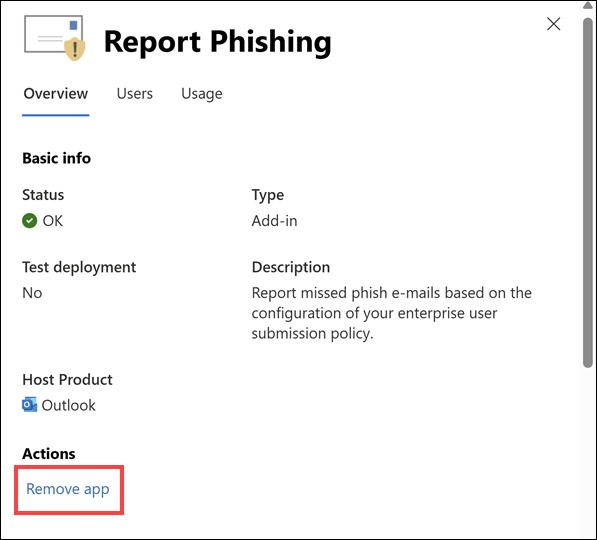 Report Phishing
Overview Users Usage
Basic info
Status Type
OK Add-in
Test deployment Description
No Report missed phish e-mails based on the
configuration of your enterprise user
submission policy.
Host Product
Outlook
Actions
Remove app